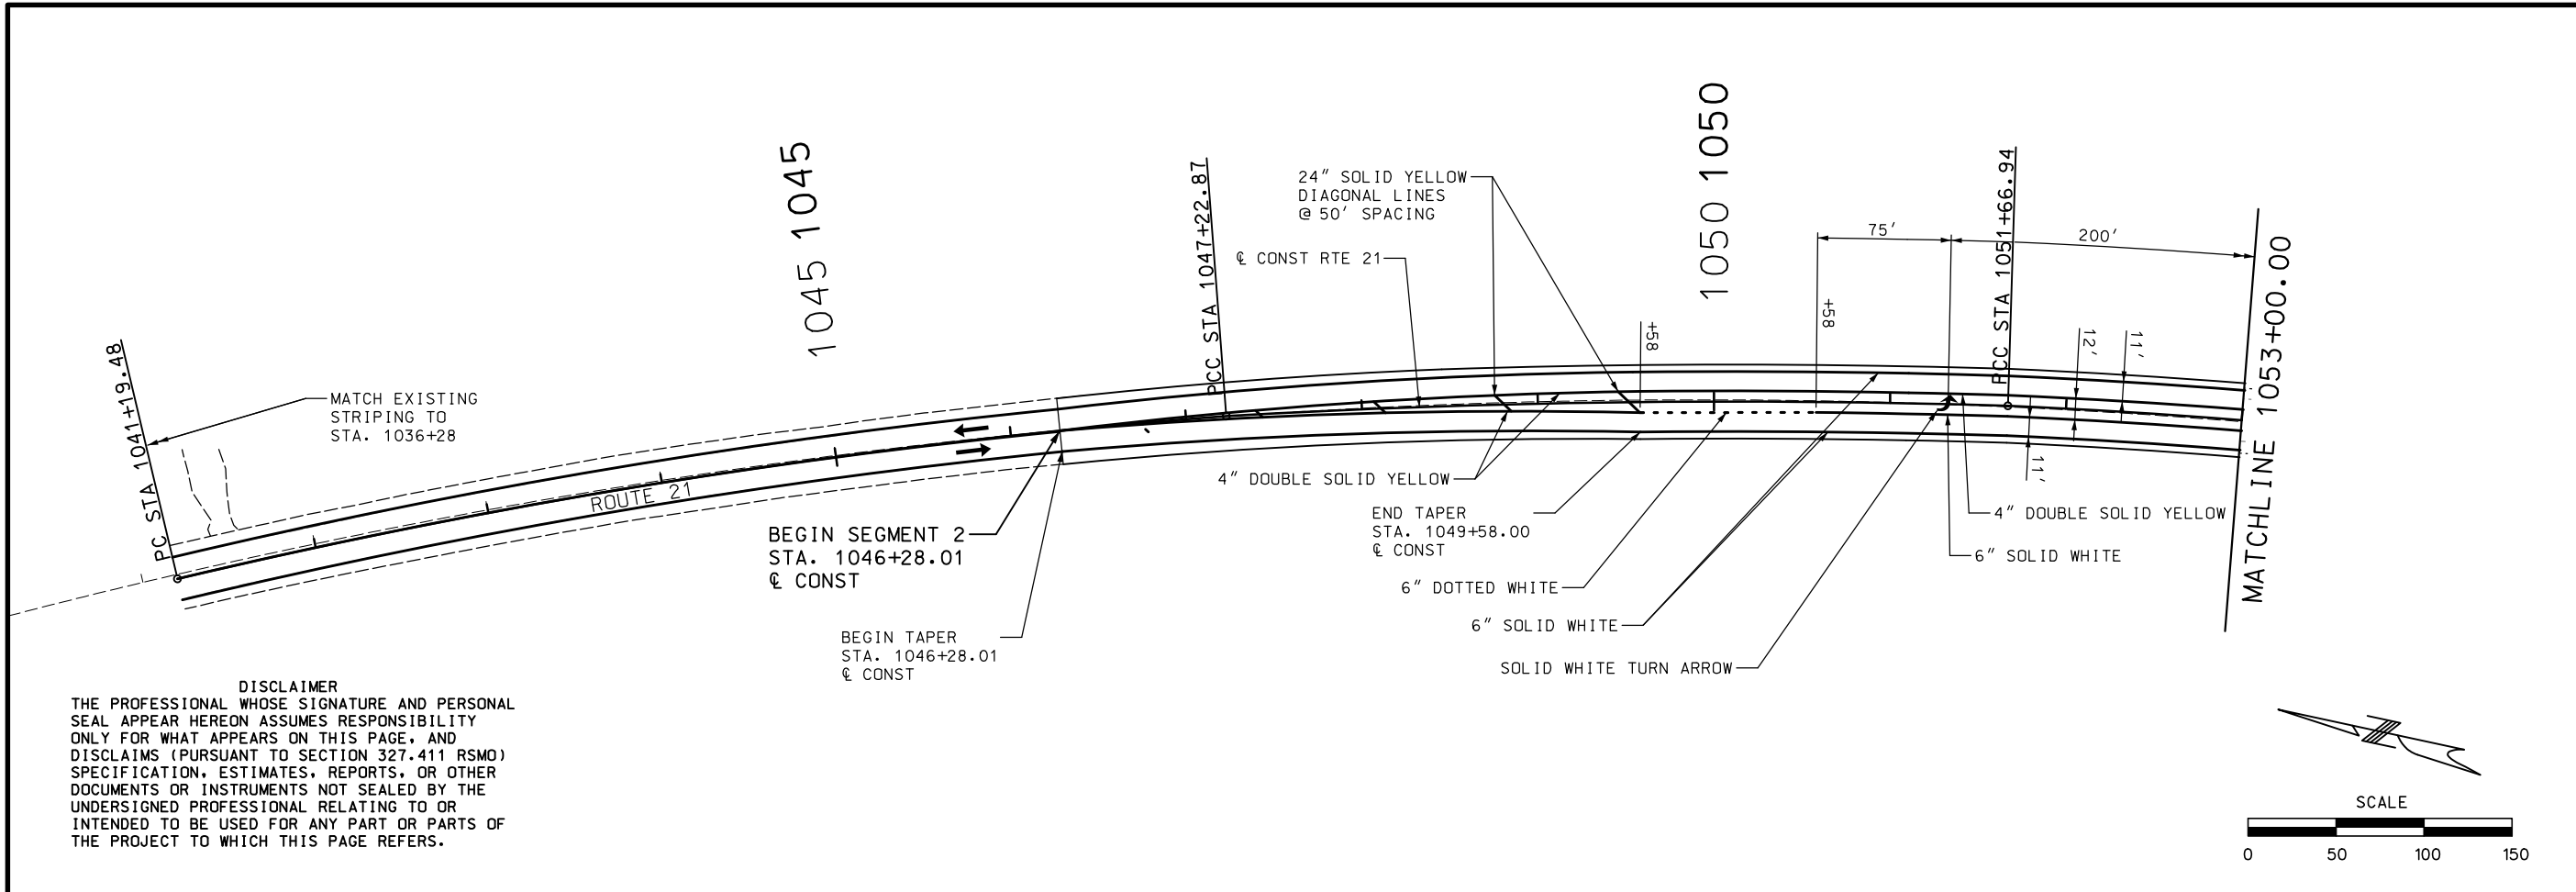 1045 1045
1050 1050
PC STA 1041+19.48
MATCH EXISTING
STRIPING TO
STA. 1036+28
ROUTE 21
PCC STA 1047+22.87
24" SOLID YELLOW
DIAGONAL LINES
@ 50' SPACING
℄ CONST RTE 21
+58
+58
75'
200'
PCC STA 1051+66.94
12'
11'
11'
MATCHLINE 1053+00.00
BEGIN SEGMENT 2
STA. 1046+28.01
℄ CONST
BEGIN TAPER
STA. 1046+28.01
℄ CONST
4" DOUBLE SOLID YELLOW
END TAPER
STA. 1049+58.00
℄ CONST
6" DOTTED WHITE
6" SOLID WHITE
SOLID WHITE TURN ARROW
4" DOUBLE SOLID YELLOW
6" SOLID WHITE
DISCLAIMER
THE PROFESSIONAL WHOSE SIGNATURE AND PERSONAL
SEAL APPEAR HEREON ASSUMES RESPONSIBILITY
ONLY FOR WHAT APPEARS ON THIS PAGE, AND
DISCLAIMS (PURSUANT TO SECTION 327.411 RSMO)
SPECIFICATION, ESTIMATES, REPORTS, OR OTHER
DOCUMENTS OR INSTRUMENTS NOT SEALED BY THE
UNDERSIGNED PROFESSIONAL RELATING TO OR
INTENDED TO BE USED FOR ANY PART OR PARTS OF
THE PROJECT TO WHICH THIS PAGE REFERS.
SCALE
0 50 100 150